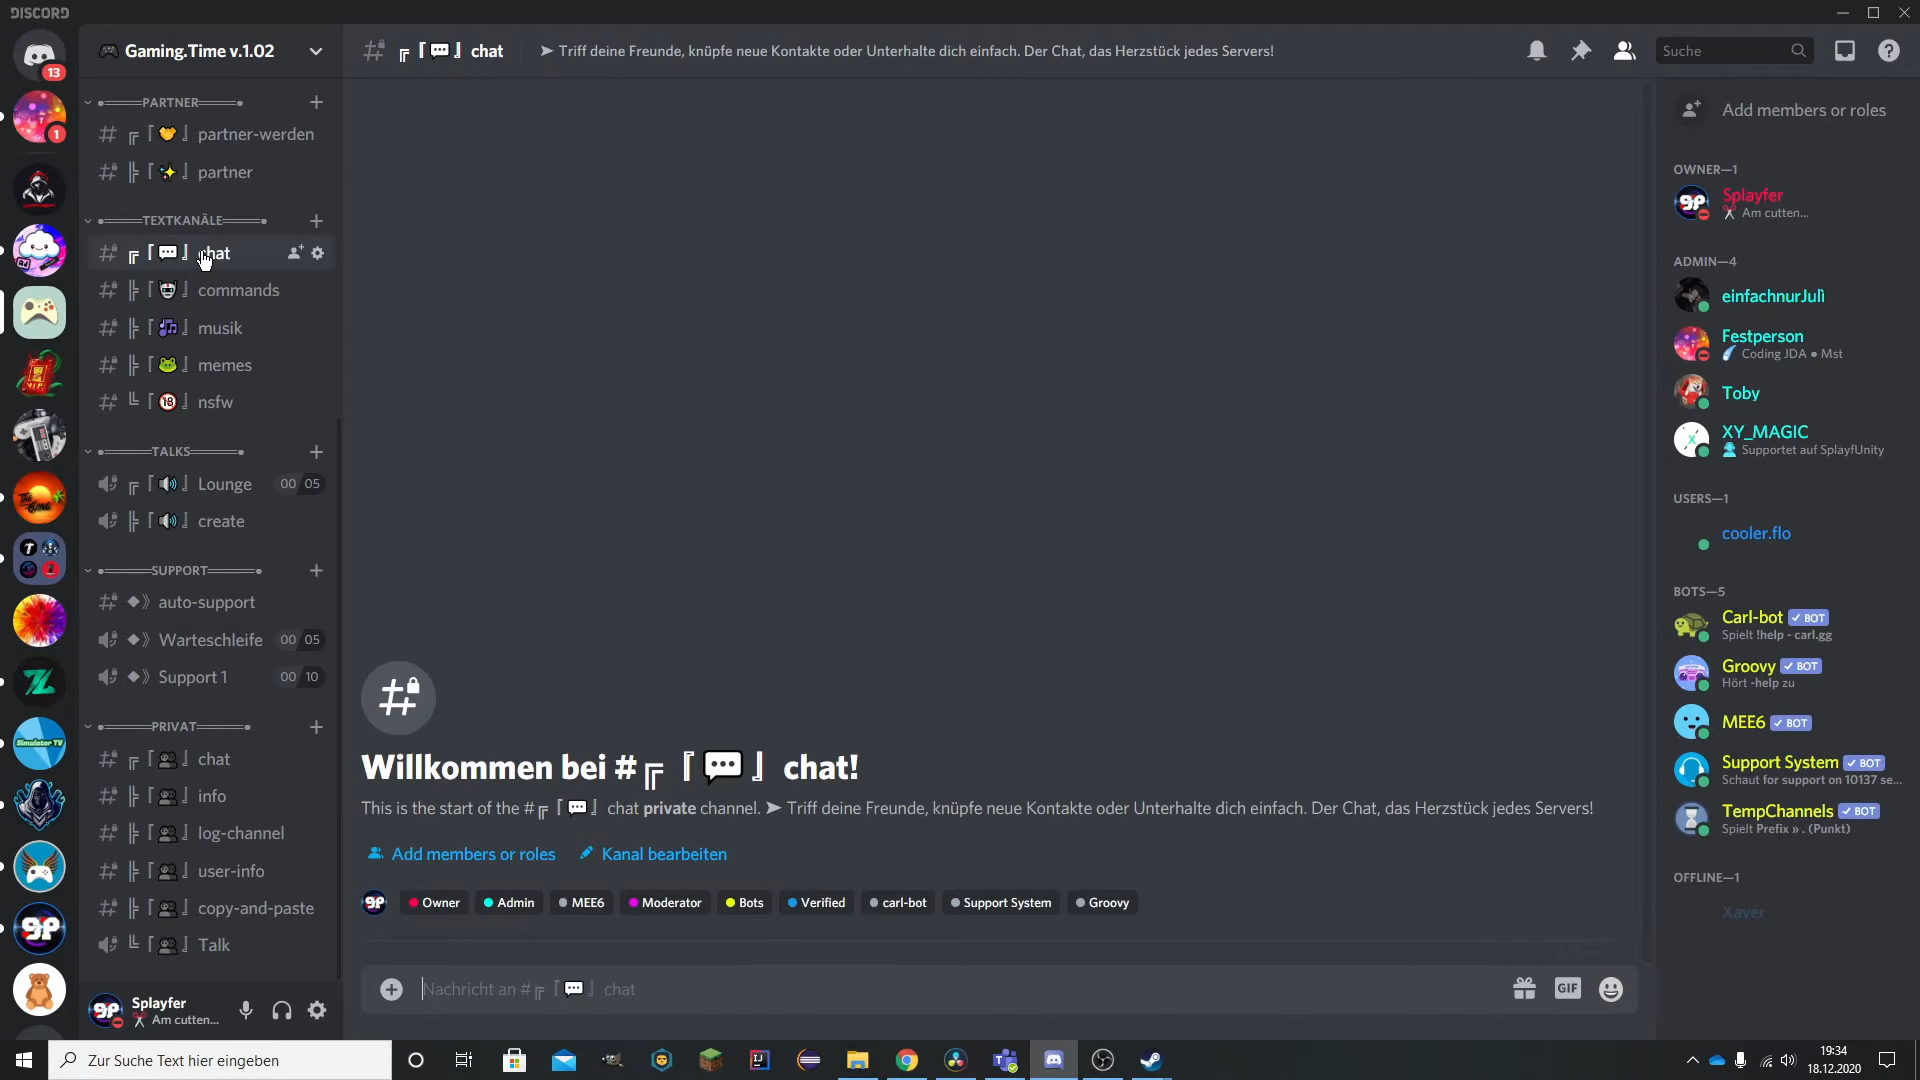 DISCORD
13
1
Gaming.Time v.1.02
PARTNER
partner-werden
partner
TEXTKANÄLE
chat
commands
musik
memes
nsfw
TALKS
Lounge 00 05
create
SUPPORT
auto-support
Warteschleife 00 05
Support 1 00 10
PRIVAT
chat
info
log-channel
user-info
copy-and-paste
Talk
Splayfer
Am cutten...
chat
➤ Triff deine Freunde, knüpfe neue Kontakte oder Unterhalte dich einfach. Der Chat, das Herzstück jedes Servers!
Suche
Willkommen bei #╔『💬』chat!
This is the start of the #╔『💬』chat private channel. ➤ Triff deine Freunde, knüpfe neue Kontakte oder Unterhalte dich einfach. Der Chat, das Herzstück jedes Servers!
Add members or roles
Kanal bearbeiten
Owner
Admin
MEE6
Moderator
Bots
Verified
carl-bot
Support System
Groovy
Nachricht an #╔『💬』chat
GIF
Add members or roles
OWNER—1
Splayfer
Am cutten...
ADMIN—4
einfachnurJulì
Festperson
Coding JDA ● Mst
Toby
XY_MAGIC
Supportet auf SplayfUnity
USERS—1
cooler.flo
BOTS—5
Carl-bot ✓ BOT
Spielt !help - carl.gg
Groovy ✓ BOT
Hört -help zu
MEE6 ✓ BOT
Support System ✓ BOT
Schaut for support on 10137 se...
TempChannels ✓ BOT
Spielt Prefix » . (Punkt)
OFFLINE—1
Xaver
Zur Suche Text hier eingeben
19:34
18.12.2020